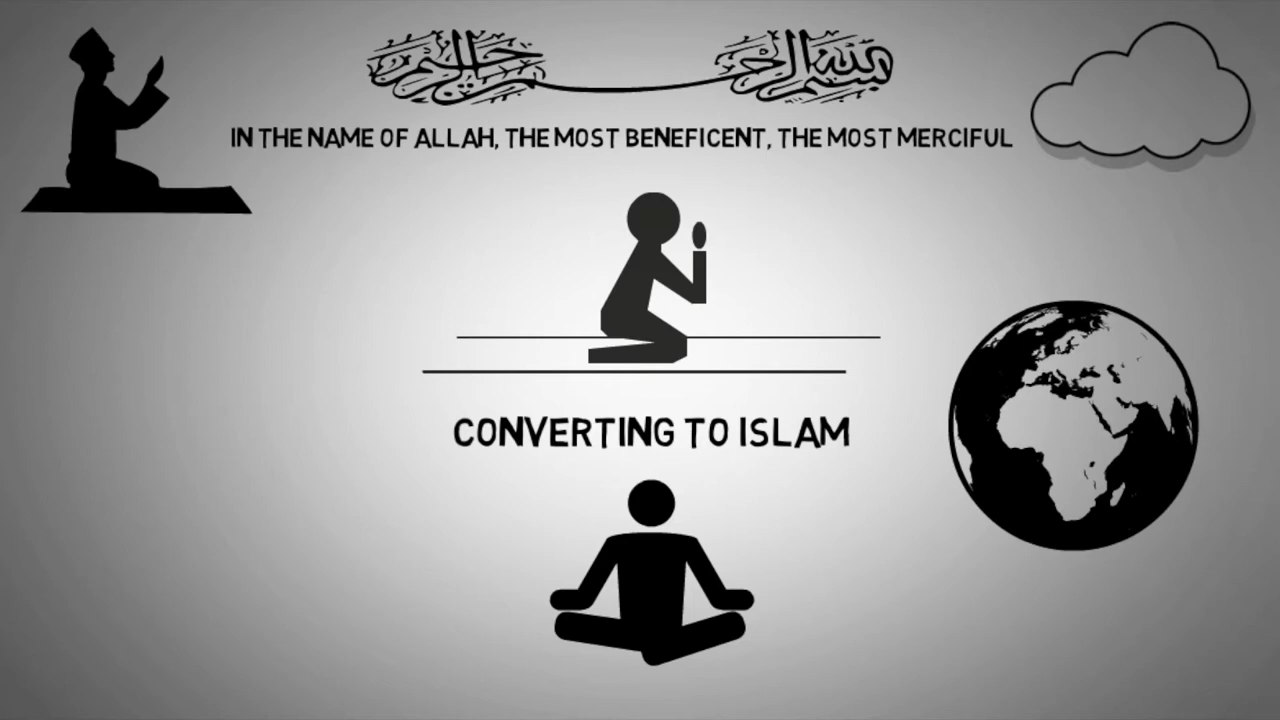 بسم الله الرحمن الرحيم
IN THE NAME OF ALLAH, THE MOST BENEFICENT, THE MOST MERCIFUL
CONVERTING TO ISLAM